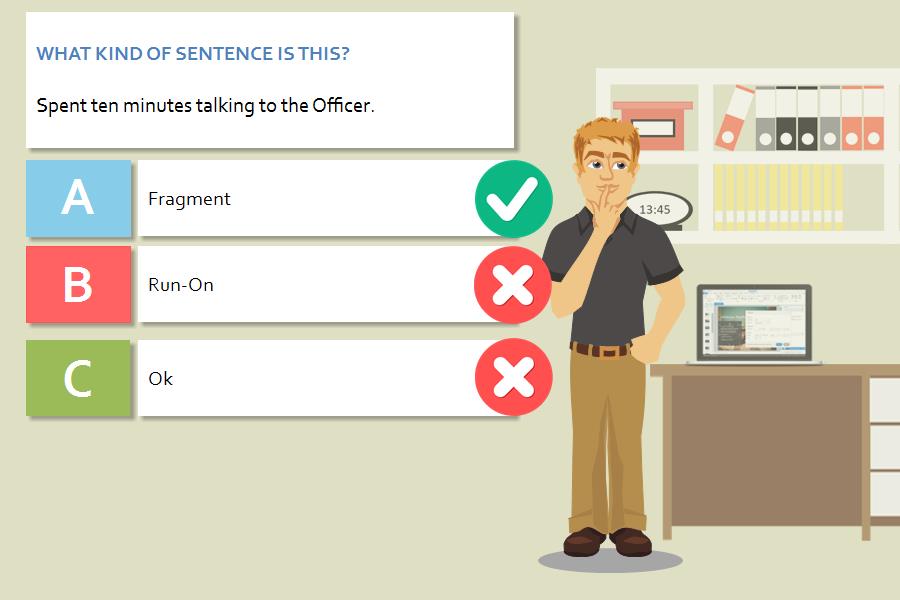 WHAT KIND OF SENTENCE IS THIS?
Spent ten minutes talking to the Officer.
A
Fragment
B
Run-On
C
Ok
13:45